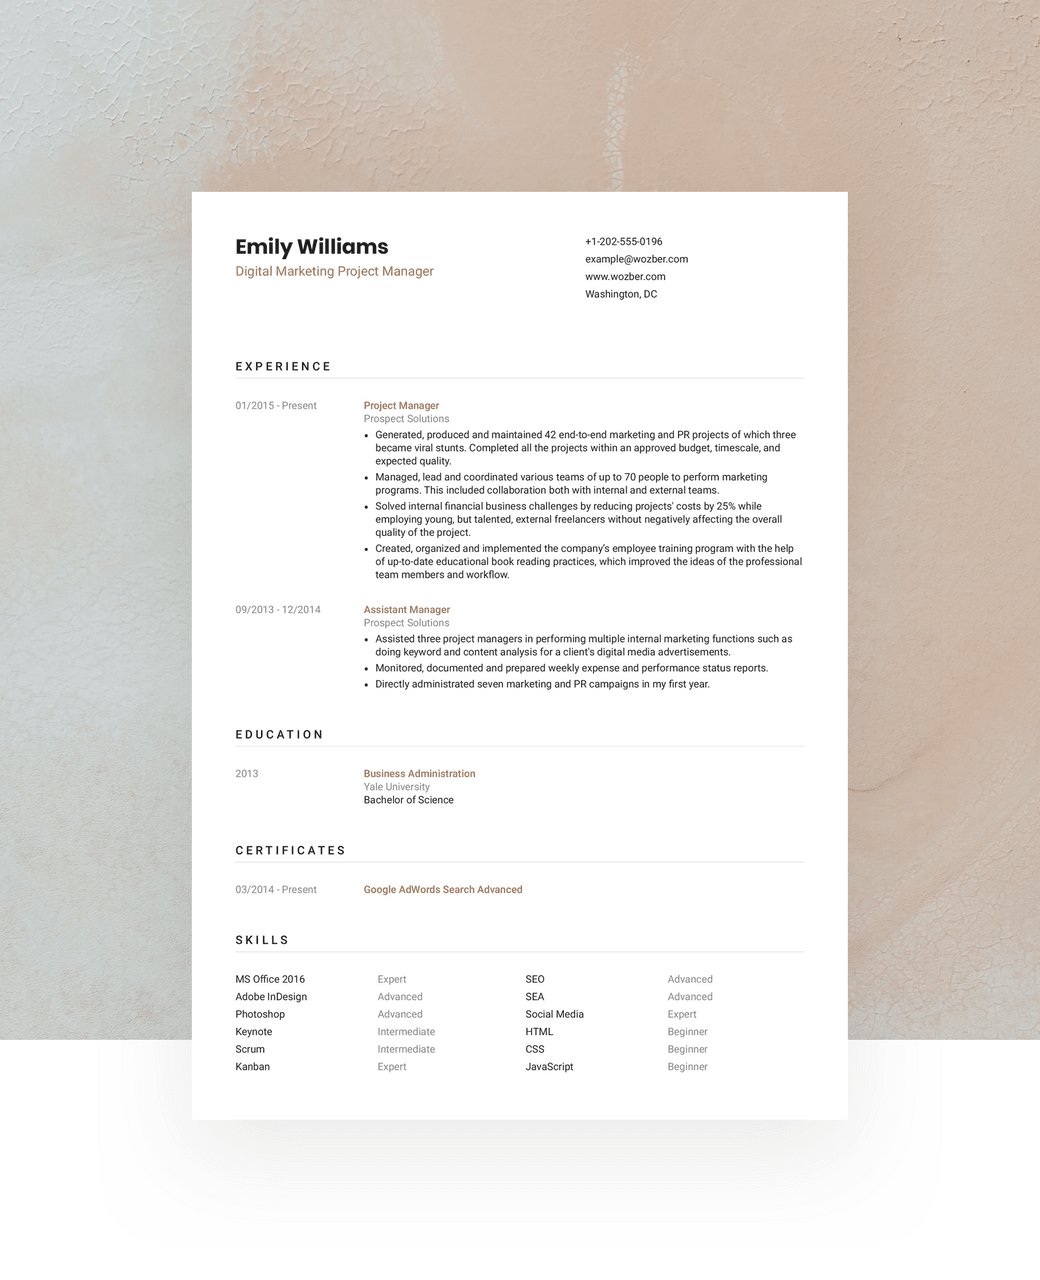 Emily Williams
Digital Marketing Project Manager
+1-202-555-0196
example@wozber.com
www.wozber.com
Washington, DC
EXPERIENCE
01/2015 - Present
Project Manager
Prospect Solutions
• Generated, produced and maintained 42 end-to-end marketing and PR projects of which three
became viral stunts. Completed all the projects within an approved budget, timescale, and
expected quality.
• Managed, lead and coordinated various teams of up to 70 people to perform marketing
programs. This included collaboration both with internal and external teams.
• Solved internal financial business challenges by reducing projects' costs by 25% while
employing young, but talented, external freelancers without negatively affecting the overall
quality of the project.
• Created, organized and implemented the company’s employee training program with the help
of up-to-date educational book reading practices, which improved the ideas of the professional
team members and workflow.
09/2013 - 12/2014
Assistant Manager
Prospect Solutions
• Assisted three project managers in performing multiple internal marketing functions such as
doing keyword and content analysis for a client's digital media advertisements.
• Monitored, documented and prepared weekly expense and performance status reports.
• Directly administrated seven marketing and PR campaigns in my first year.
EDUCATION
2013
Business Administration
Yale University
Bachelor of Science
CERTIFICATES
03/2014 - Present
Google AdWords Search Advanced
SKILLS
MS Office 2016 Expert SEO Advanced
Adobe InDesign Advanced SEA Advanced
Photoshop Advanced Social Media Expert
Keynote Intermediate HTML Beginner
Scrum Intermediate CSS Beginner
Kanban Expert JavaScript Beginner